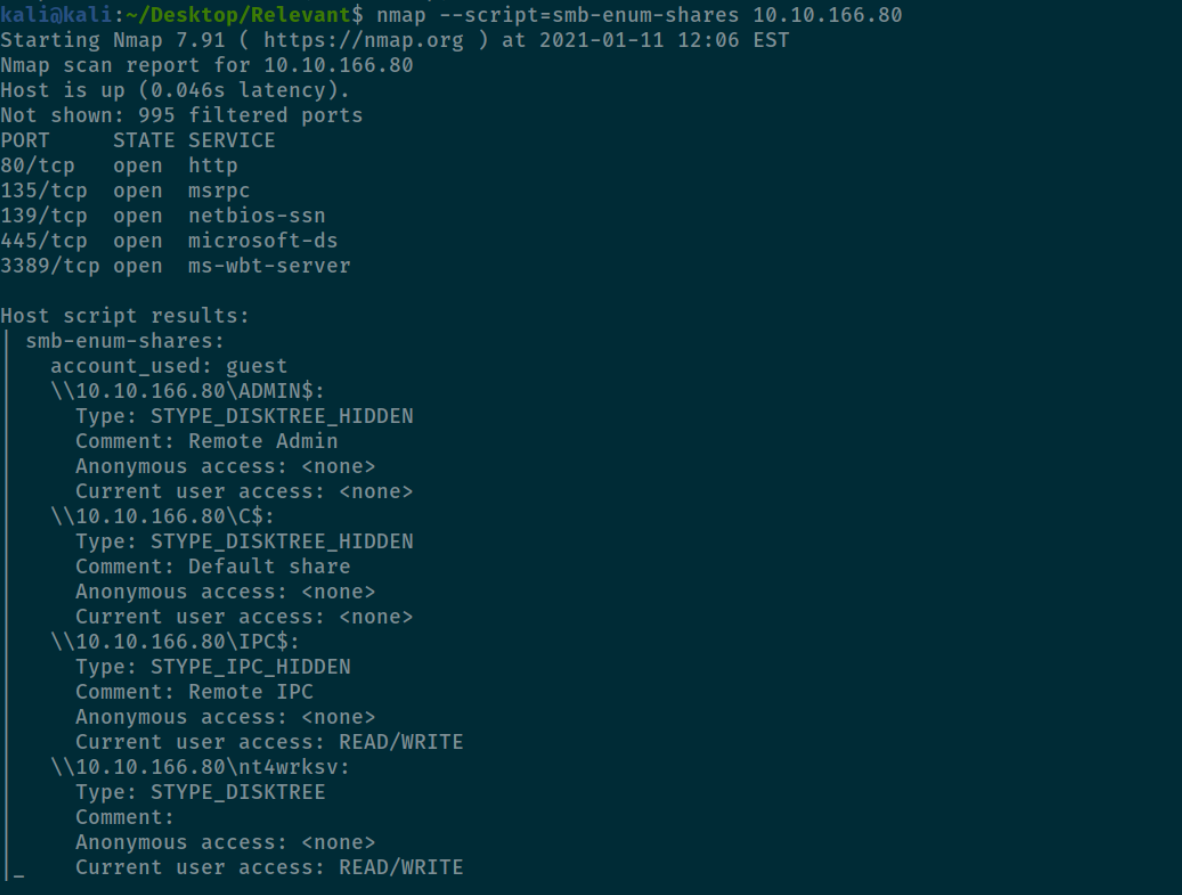 kali@kali:~/Desktop/Relevant$ nmap --script=smb-enum-shares 10.10.166.80
Starting Nmap 7.91 ( https://nmap.org ) at 2021-01-11 12:06 EST
Nmap scan report for 10.10.166.80
Host is up (0.046s latency).
Not shown: 995 filtered ports
PORT     STATE SERVICE
80/tcp   open  http
135/tcp  open  msrpc
139/tcp  open  netbios-ssn
445/tcp  open  microsoft-ds
3389/tcp open  ms-wbt-server

Host script results:
| smb-enum-shares:
|   account_used: guest
|   \\10.10.166.80\ADMIN$:
|     Type: STYPE_DISKTREE_HIDDEN
|     Comment: Remote Admin
|     Anonymous access: <none>
|     Current user access: <none>
|   \\10.10.166.80\C$:
|     Type: STYPE_DISKTREE_HIDDEN
|     Comment: Default share
|     Anonymous access: <none>
|     Current user access: <none>
|   \\10.10.166.80\IPC$:
|     Type: STYPE_IPC_HIDDEN
|     Comment: Remote IPC
|     Anonymous access: <none>
|     Current user access: READ/WRITE
|   \\10.10.166.80\nt4wrksv:
|     Type: STYPE_DISKTREE
|     Comment:
|     Anonymous access: <none>
|_    Current user access: READ/WRITE